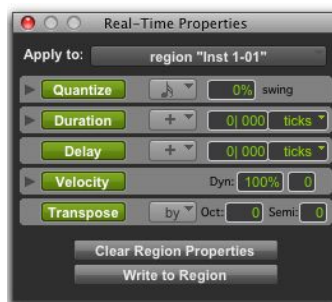 Real-Time Properties
Apply to: region "Inst 1-01"
Quantize 0% swing
Duration + 0| 000 ticks
Delay + 0| 000 ticks
Velocity Dyn: 100% 0
Transpose by Oct: 0 Semi: 0
Clear Region Properties
Write to Region